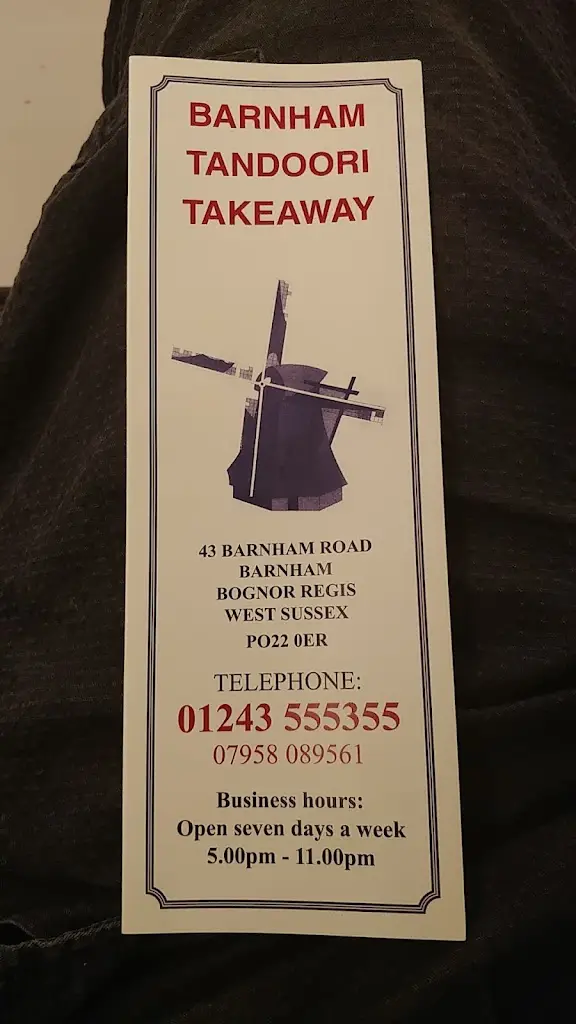 BARNHAM
TANDOORI
TAKEAWAY
43 BARNHAM ROAD
BARNHAM
BOGNOR REGIS
WEST SUSSEX
PO22 0ER
TELEPHONE:
01243 555355
07958 089561
Business hours:
Open seven days a week
5.00pm - 11.00pm